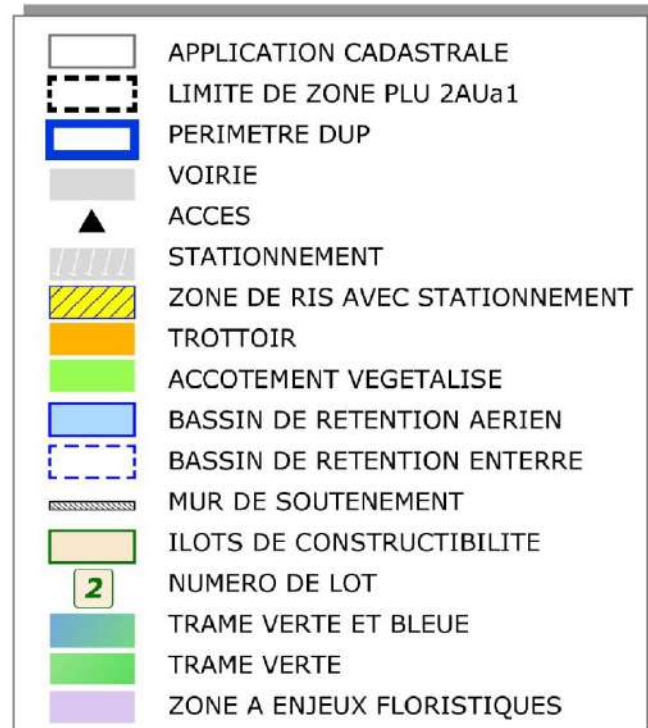 APPLICATION CADASTRALE
LIMITE DE ZONE PLU 2AUa1
PERIMETRE DUP
VOIRIE
ACCES
STATIONNEMENT
ZONE DE RIS AVEC STATIONNEMENT
TROTTOIR
ACCOTEMENT VEGETALISE
BASSIN DE RETENTION AERIEN
BASSIN DE RETENTION ENTERRE
MUR DE SOUTENEMENT
ILOTS DE CONSTRUCTIBILITE
2 NUMERO DE LOT
TRAME VERTE ET BLEUE
TRAME VERTE
ZONE A ENJEUX FLORISTIQUES